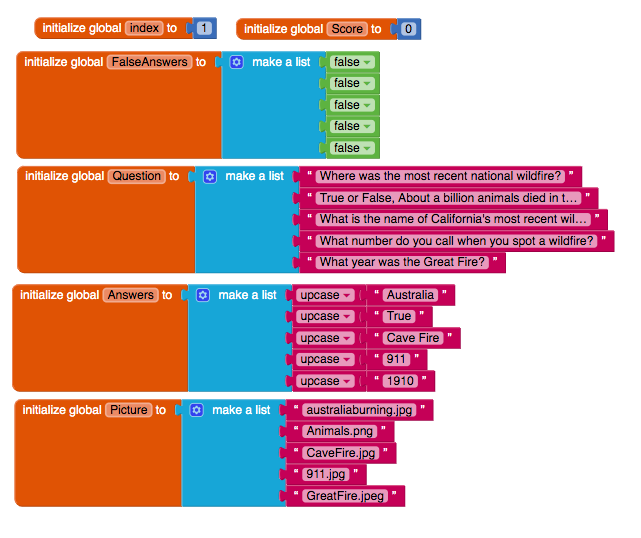 initialize global index to 1
initialize global Score to 0
initialize global FalseAnswers to make a list false
false
false
false
false
initialize global Question to make a list " Where was the most recent national wildfire? "
" True or False, About a billion animals died in t... "
" What is the name of California's most recent wil... "
" What number do you call when you spot a wildfire? "
" What year was the Great Fire? "
initialize global Answers to make a list upcase " Australia "
upcase " True "
upcase " Cave Fire "
upcase " 911 "
upcase " 1910 "
initialize global Picture to make a list " australiaburning.jpg "
" Animals.png "
" CaveFire.jpg "
" 911.jpg "
" GreatFire.jpeg "